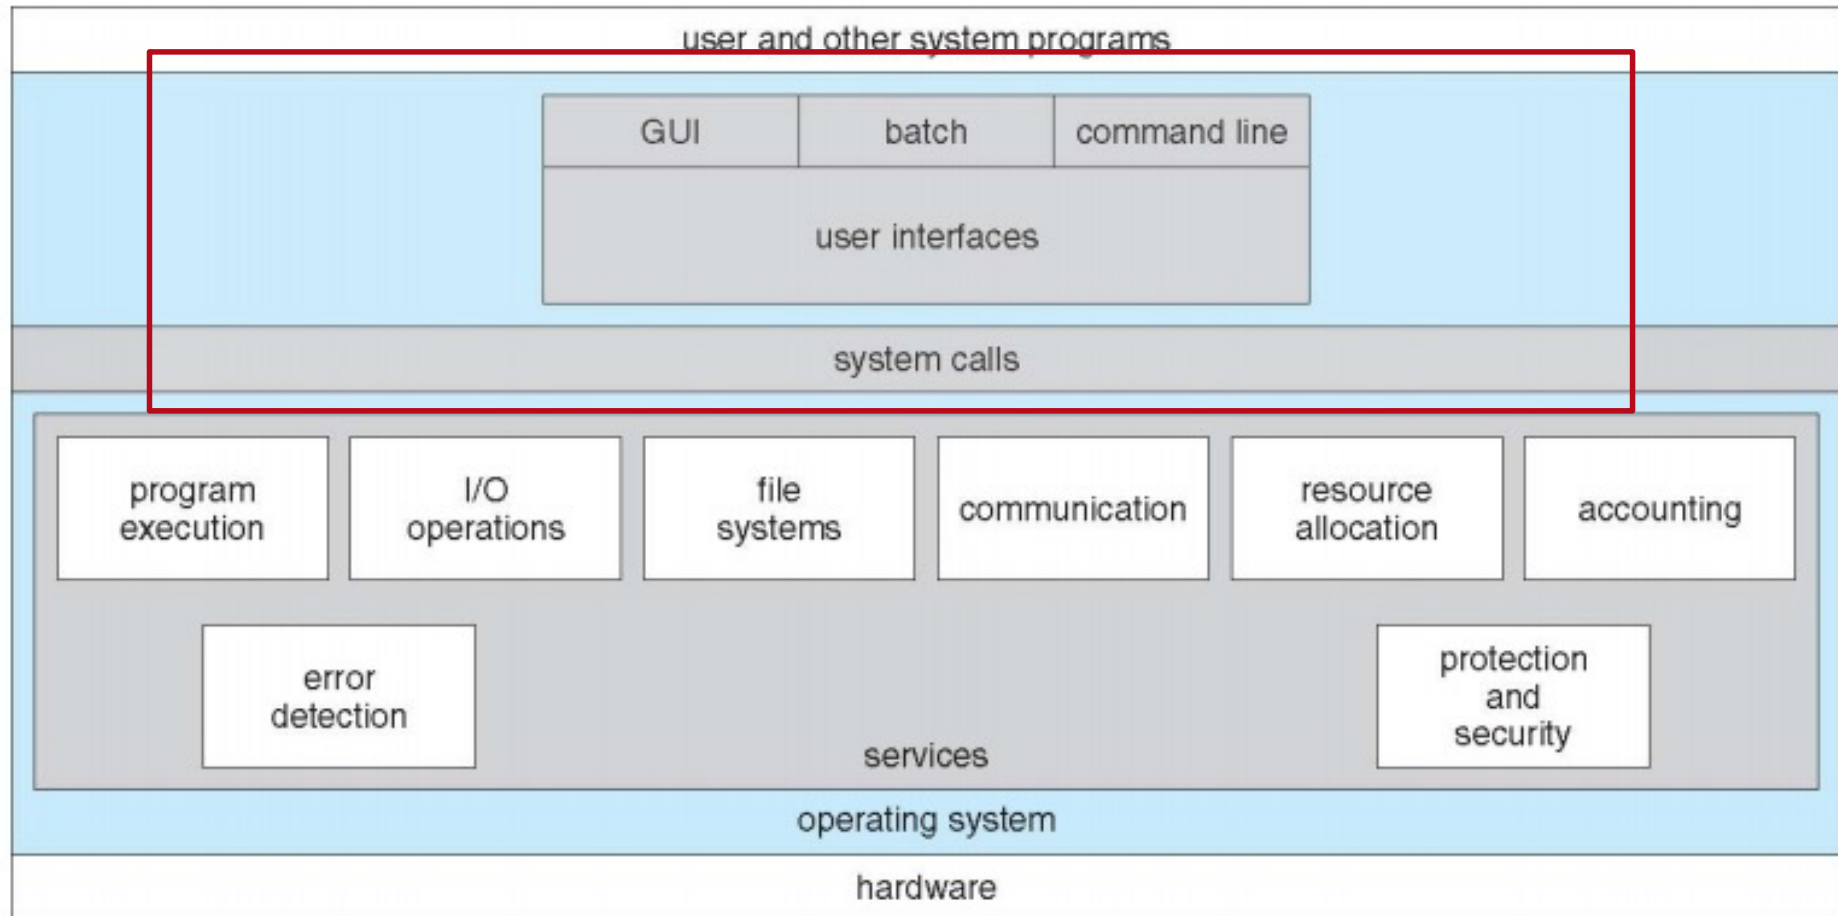 user and other system programs
GUI
batch
command line
user interfaces
system calls
program
execution
I/O
operations
file
systems
communication
resource
allocation
accounting
error
detection
protection
and
security
services
operating system
hardware